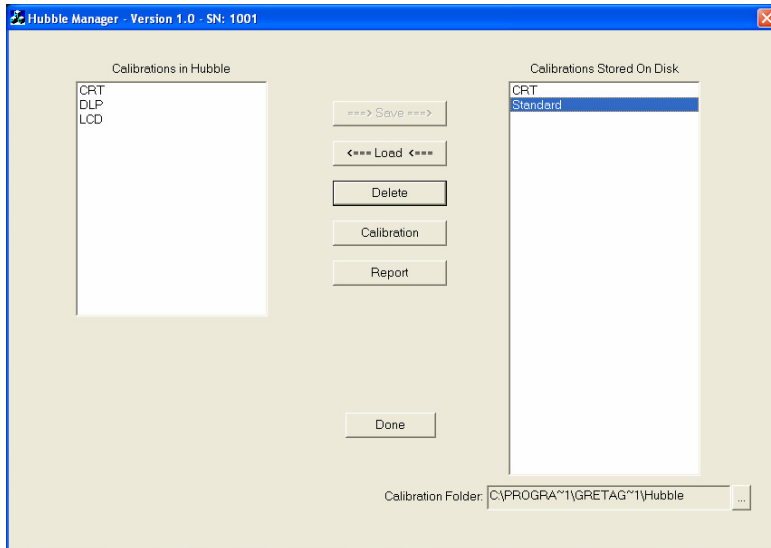 Hubble Manager - Version 1.0 - SN: 1001
Calibrations in Hubble
CRT
DLP
LCD
===> Save ===>
<=== Load <===
Delete
Calibration
Report
Done
Calibrations Stored On Disk
CRT
Standard
Calibration Folder: C:\PROGRA~1\GRETAG~1\Hubble ...